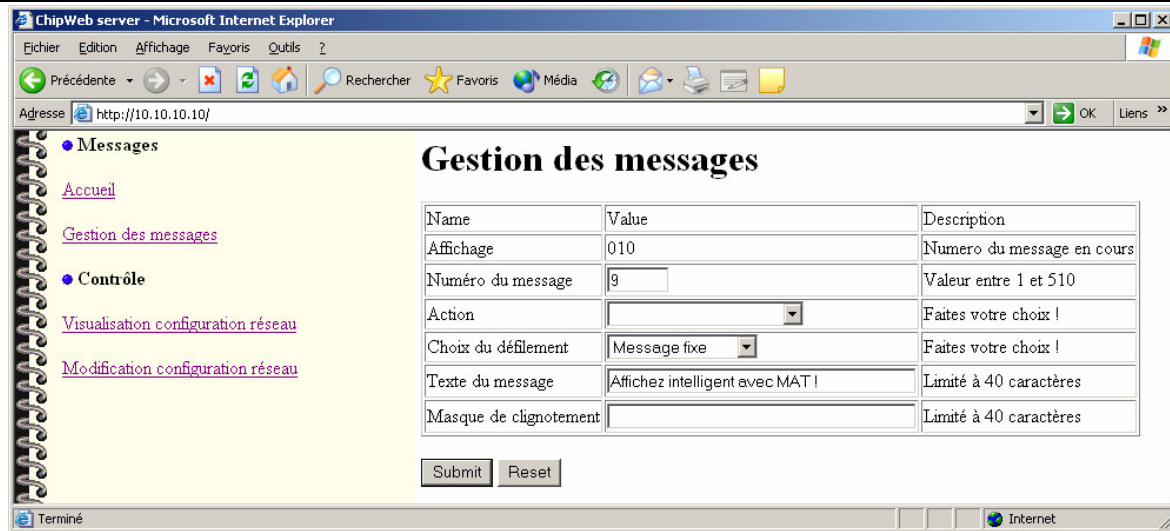 ChipWeb server - Microsoft Internet Explorer
Fichier Edition Affichage Favoris Outils ?
Précédente Rechercher Favoris Média
Adresse http://10.10.10.10/ OK Liens »
Messages
Accueil
Gestion des messages
Contrôle
Visualisation configuration réseau
Modification configuration réseau
Gestion des messages
Name Value Description
Affichage 010 Numero du message en cours
Numéro du message 9 Valeur entre 1 et 510
Action Faites votre choix !
Choix du défilement Message fixe Faites votre choix !
Texte du message Affichez intelligent avec MAT ! Limité à 40 caractères
Masque de clignotement Limité à 40 caractères
Submit Reset
Terminé Internet